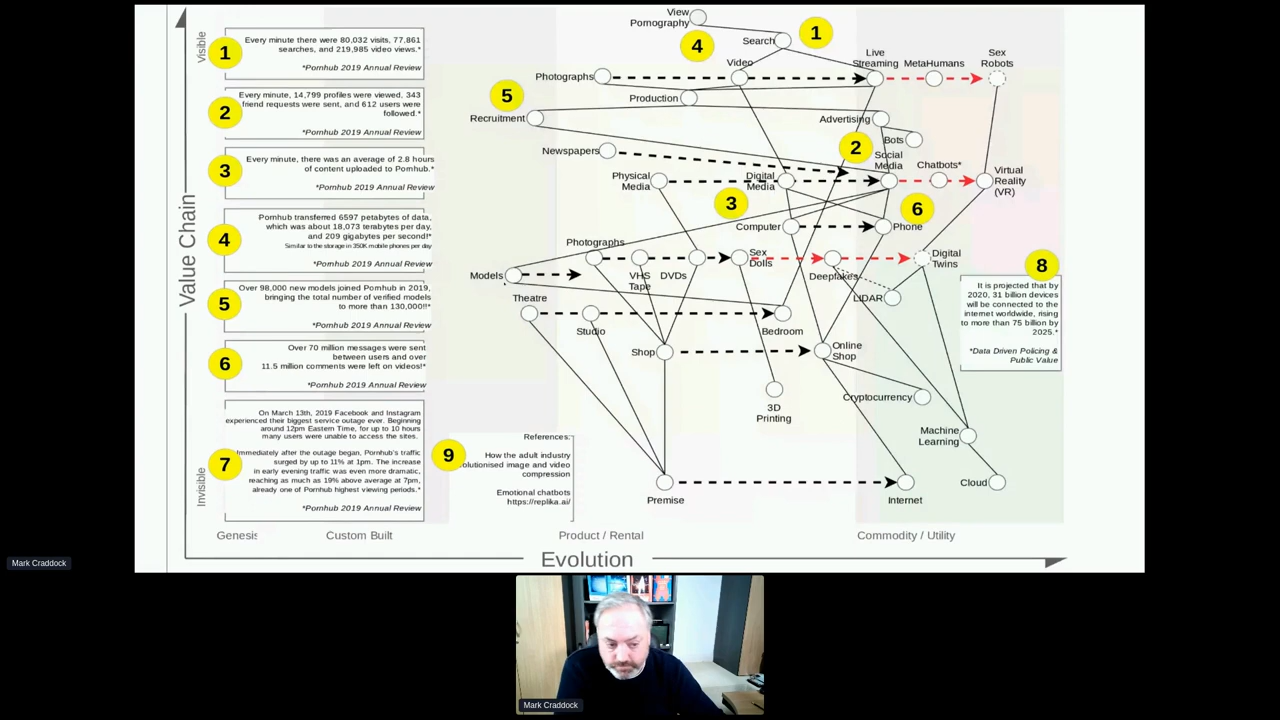 Visible
Value Chain
Invisible
1
Every minute there were 80,032 visits, 77,861
searches, and 219,985 video views.*
*Pornhub 2019 Annual Review
2
Every minute, 14,799 profiles were viewed, 343
friend requests were sent, and 612 users were
followed.*
*Pornhub 2019 Annual Review
3
Every minute, there was an average of 2.8 hours
of content uploaded to Pornhub.*
*Pornhub 2019 Annual Review
4
Pornhub transferred 6597 petabytes of data,
which was about 18,073 terabytes per day,
and 209 gigabytes per second!*
Similar to the storage in 350K mobile phones per day
*Pornhub 2019 Annual Review
5
Over 98,000 new models joined Pornhub in 2019,
bringing the total number of verified models
to more than 130,000!!*
*Pornhub 2019 Annual Review
6
Over 70 million messages were sent
between users and over
11.5 million comments were left on videos!*
*Pornhub 2019 Annual Review
7
On March 13th, 2019 Facebook and Instagram
experienced their biggest service outage ever. Beginning
around 12pm Eastern Time, for up to 10 hours
many users were unable to access the sites.
Immediately after the outage began, Pornhub's traffic
surged by up to 11% at 1pm. The increase
in early evening traffic was even more dramatic,
reaching as much as 19% above average at 7pm,
already one of Pornhub highest viewing periods.*
*Pornhub 2019 Annual Review
View
Pornography
Search
1
4
Video
Live
Streaming
MetaHumans
Sex
Robots
Photographs
Production
5
Recruitment
Advertising
Bots
2
Newspapers
Social
Media
Chatbots*
Physical
Media
Digital
Media
Virtual
Reality
(VR)
3
6
Computer
Phone
Photographs
Models
VHS
Tape
DVDs
Sex
Dolls
Deepfakes
Digital
Twins
LIDAR
8
It is projected that by
2020, 31 billion devices
will be connected to the
internet worldwide, rising
to more than 75 billion by
2025.*
*Data Driven Policing &
Public Value
Theatre
Studio
Bedroom
Shop
Online
Shop
3D
Printing
Cryptocurrency
Machine
Learning
9
References:
How the adult industry
olutionised image and video
compression
Emotional chatbots
https://replika.ai/
Premise
Internet
Cloud
Genesis
Custom Built
Product / Rental
Commodity / Utility
Evolution
Mark Craddock
Mark Craddock